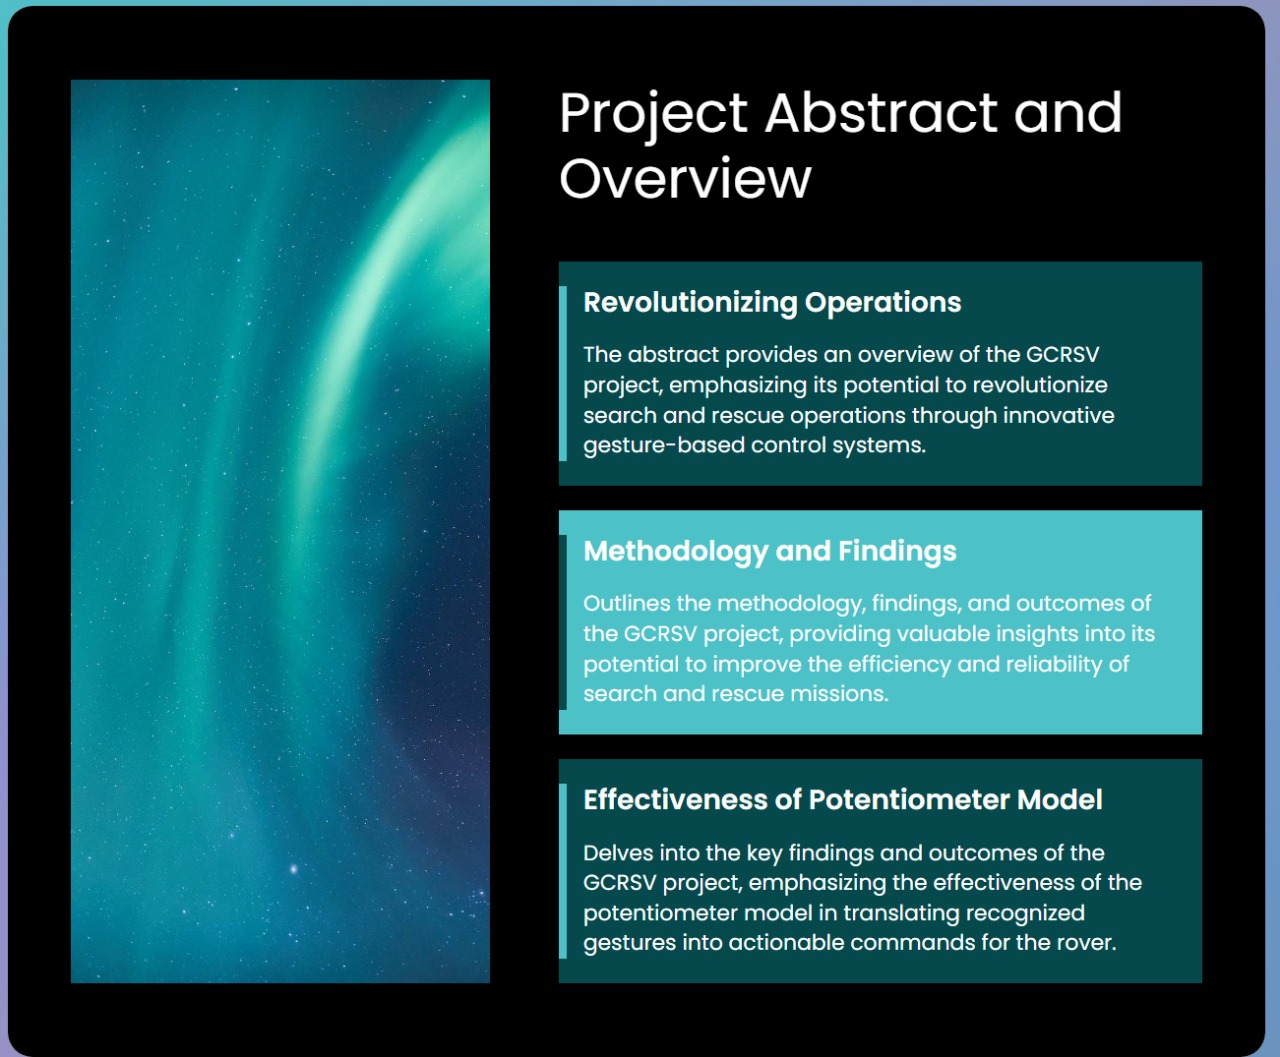 Project Abstract and
Overview
Revolutionizing Operations
The abstract provides an overview of the GCRSV
project, emphasizing its potential to revolutionize
search and rescue operations through innovative
gesture-based control systems.
Methodology and Findings
Outlines the methodology, findings, and outcomes of
the GCRSV project, providing valuable insights into its
potential to improve the efficiency and reliability of
search and rescue missions.
Effectiveness of Potentiometer Model
Delves into the key findings and outcomes of the
GCRSV project, emphasizing the effectiveness of the
potentiometer model in translating recognized
gestures into actionable commands for the rover.